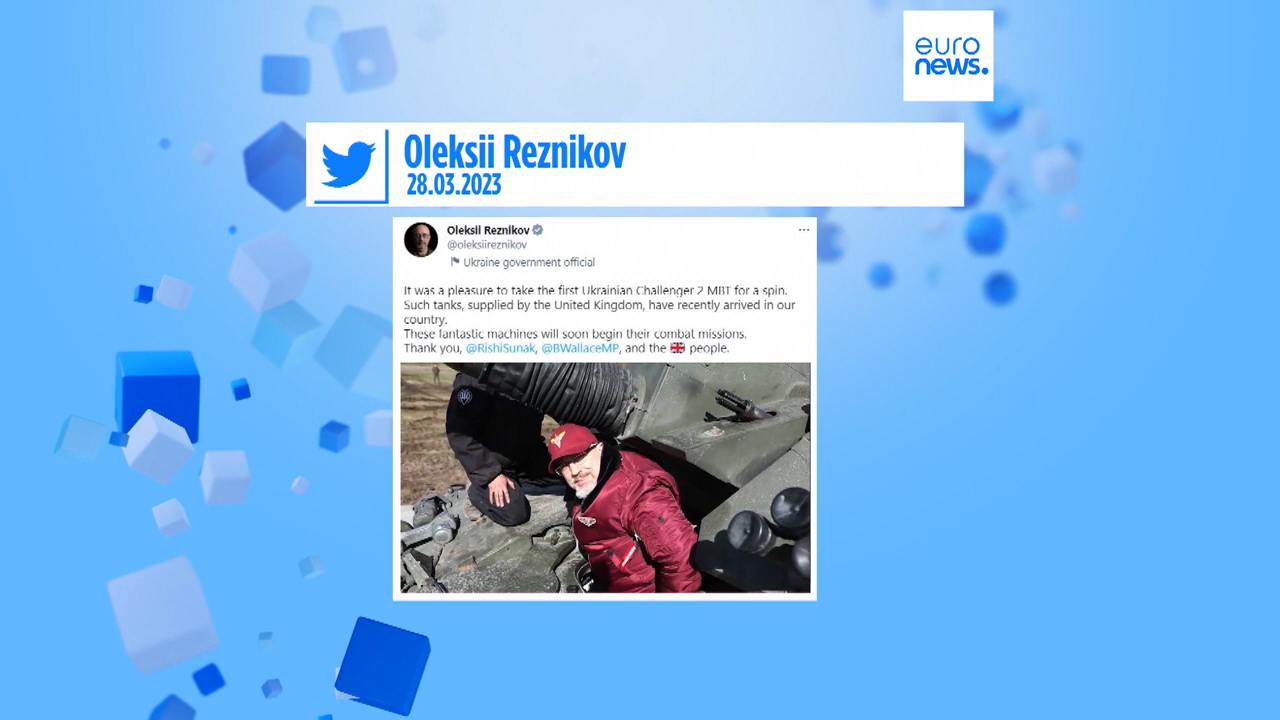 euro
news.
Oleksii Reznikov
28.03.2023
Oleksii Reznikov
@oleksiireznikov
Ukraine government official
It was a pleasure to take the first Ukrainian Challenger 2 MBT for a spin.
Such tanks, supplied by the United Kingdom, have recently arrived in our
country.
These fantastic machines will soon begin their combat missions.
Thank you, @RishiSunak, @BWallaceMP, and the 🇬🇧 people.